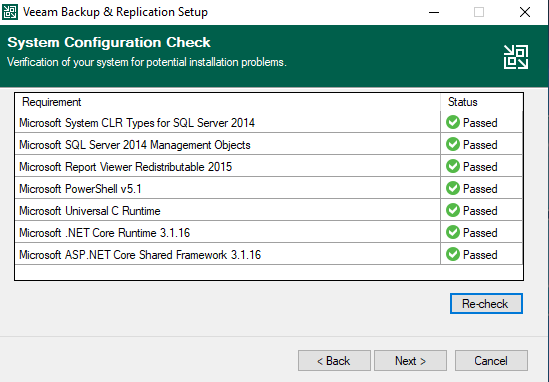 Veeam Backup & Replication Setup
System Configuration Check
Verification of your system for potential installation problems.
Requirement Status
Microsoft System CLR Types for SQL Server 2014 Passed
Microsoft SQL Server 2014 Management Objects Passed
Microsoft Report Viewer Redistributable 2015 Passed
Microsoft PowerShell v5.1 Passed
Microsoft Universal C Runtime Passed
Microsoft .NET Core Runtime 3.1.16 Passed
Microsoft ASP.NET Core Shared Framework 3.1.16 Passed
Re-check
< Back Next > Cancel